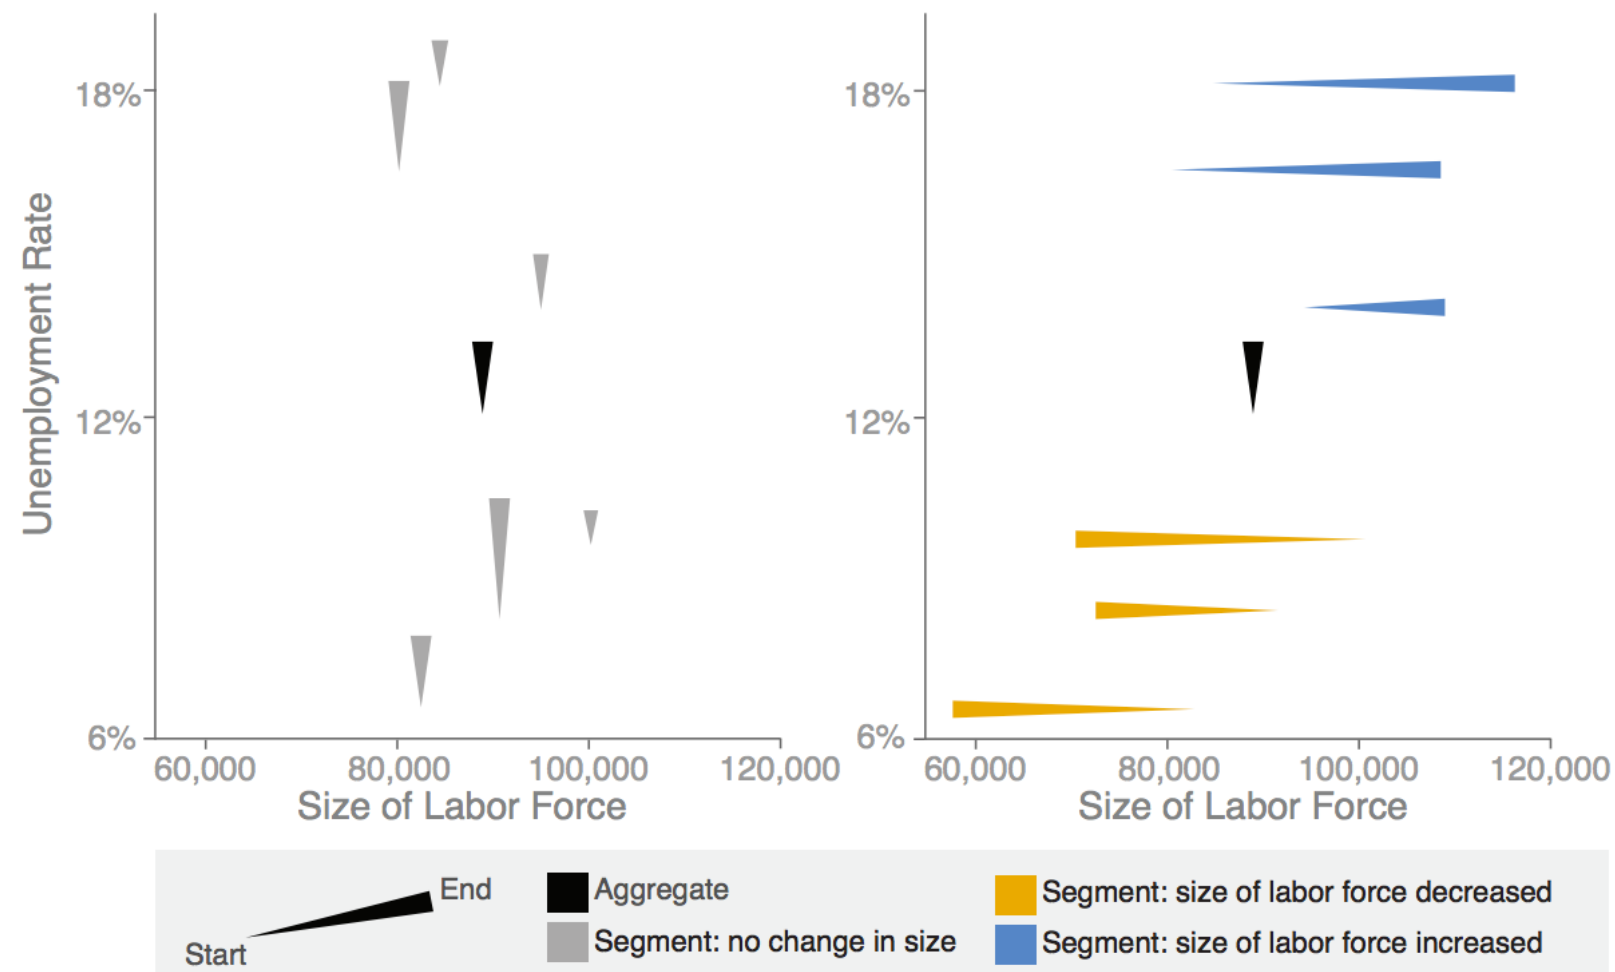 Unemployment Rate
18%
12%
6%
60,000 80,000 100,000 120,000
Size of Labor Force
18%
12%
6%
60,000 80,000 100,000 120,000
Size of Labor Force
Start
End
Aggregate
Segment: no change in size
Segment: size of labor force decreased
Segment: size of labor force increased